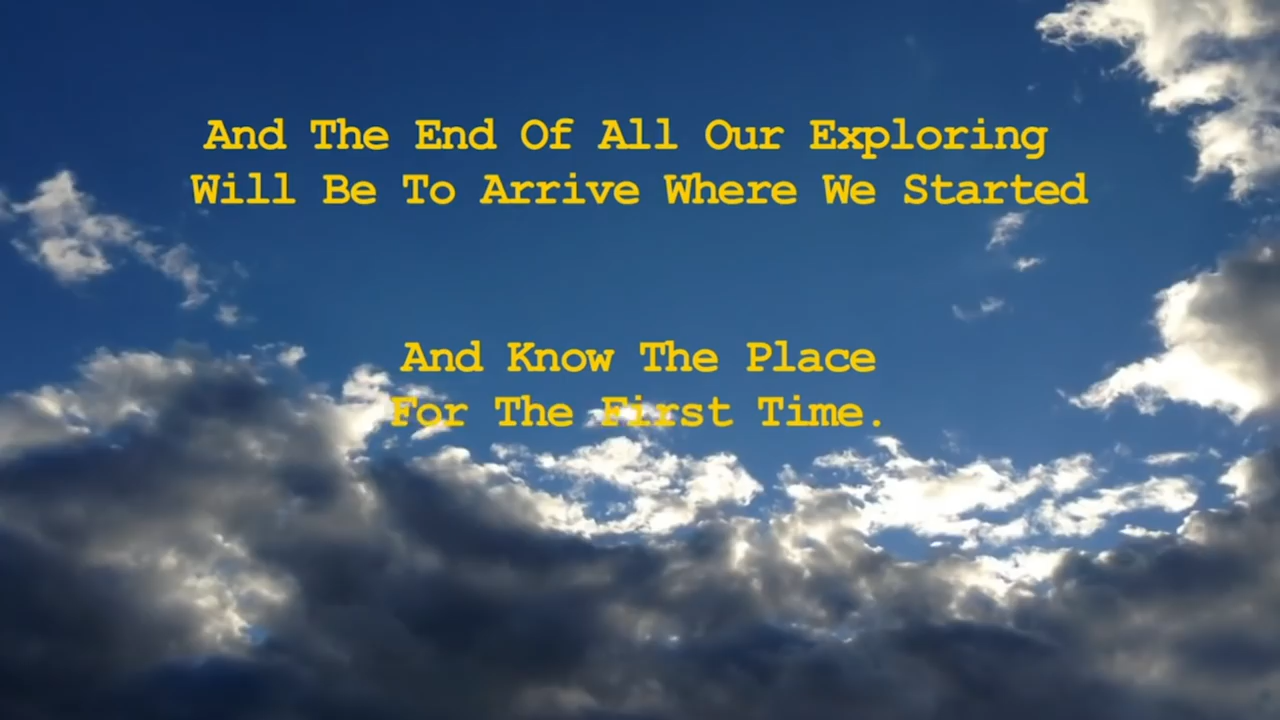 And The End Of All Our Exploring
Will Be To Arrive Where We Started
And Know The Place
For The First Time.